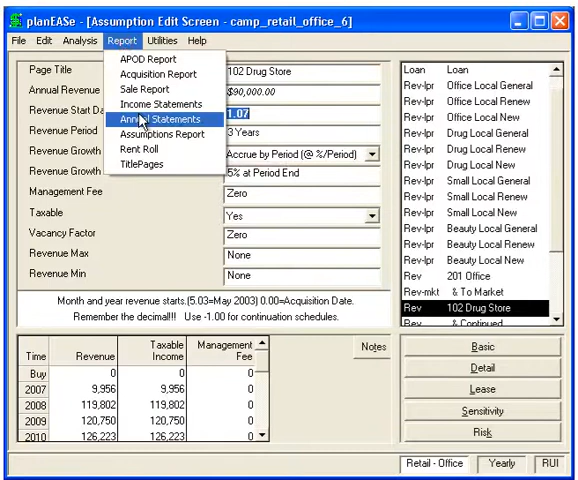 planEASe - [Assumption Edit Screen - camp_retail_office_6]
File Edit Analysis Report Utilities Help
APOD Report
Acquisition Report
Sale Report
Income Statements
Annual Statements
Assumptions Report
Rent Roll
TitlePages
Page Title 102 Drug Store
Annual Revenue $90,000.00
Revenue Start Da 1.07
Revenue Period 3 Years
Revenue Growth Accrue by Period (@ %/Period)
Revenue Growth 5% at Period End
Management Fee Zero
Taxable Yes
Vacancy Factor Zero
Revenue Max None
Revenue Min None
Month and year revenue starts.(5.03=May 2003) 0.00=Acquisition Date.
Remember the decimal!!! Use -1.00 for continuation schedules.
Loan Loan
Rev-lpr Office Local General
Rev-lpr Office Local Renew
Rev-lpr Office Local New
Rev-lpr Drug Local General
Rev-lpr Drug Local Renew
Rev-lpr Drug Local New
Rev-lpr Small Local General
Rev-lpr Small Local Renew
Rev-lpr Small Local New
Rev-lpr Beauty Local General
Rev-lpr Beauty Local Renew
Rev-lpr Beauty Local New
Rev 201 Office
Rev-mkt & To Market
Rev 102 Drug Store
Rev & Continued
Time Revenue Taxable Income Management Fee
Buy 0 0 0
2007 9,956 9,956 0
2008 119,802 119,802 0
2009 120,750 120,750 0
2010 126,223 126,223 0
Notes
Basic
Detail
Lease
Sensitivity
Risk
Retail - Office Yearly RUI